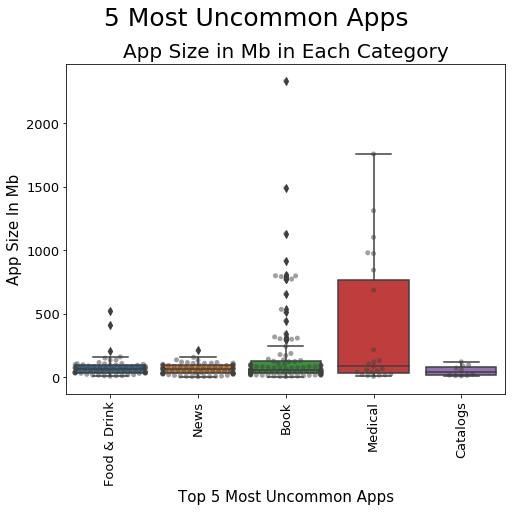 5 Most Uncommon Apps
App Size in Mb in Each Category
App Size In Mb
2000
1500
1000
500
0
Food & Drink
News
Book
Medical
Catalogs
Top 5 Most Uncommon Apps